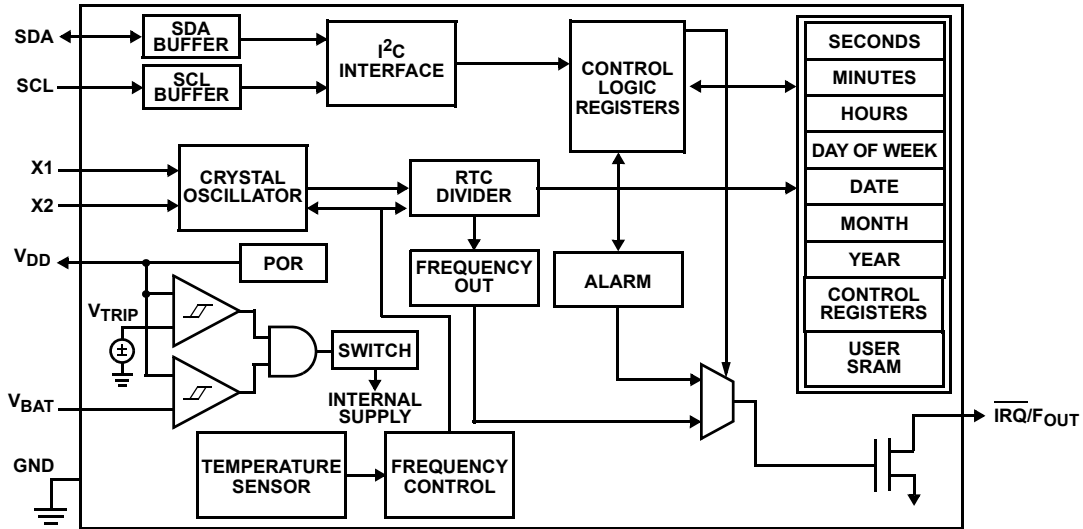 SDA
SDA
BUFFER
SCL
SCL
BUFFER
I²C
INTERFACE
CONTROL
LOGIC
REGISTERS
SECONDS
MINUTES
HOURS
DAY OF WEEK
DATE
MONTH
YEAR
CONTROL
REGISTERS
USER
SRAM
X1
X2
CRYSTAL
OSCILLATOR
RTC
DIVIDER
VDD
POR
FREQUENCY
OUT
ALARM
VTRIP
±
SWITCH
INTERNAL
SUPPLY
VBAT
GND
TEMPERATURE
SENSOR
FREQUENCY
CONTROL
IRQ/FOUT